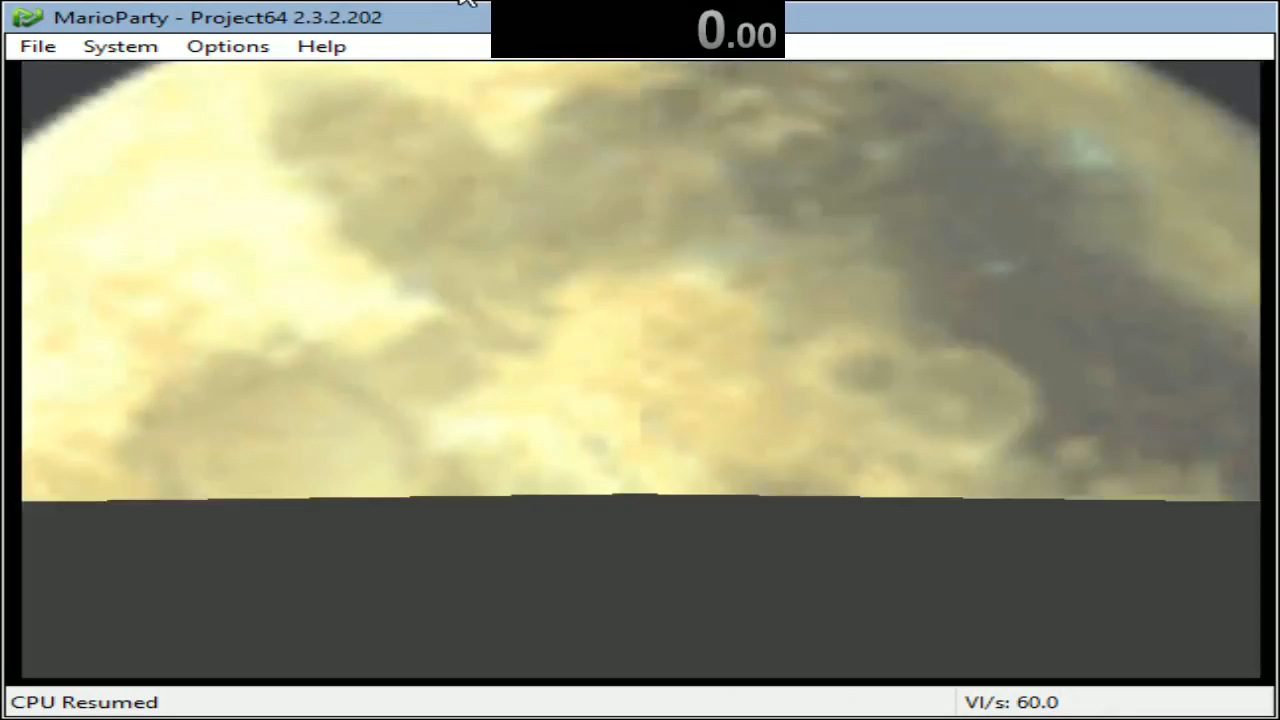 MarioParty - Project64 2.3.2.202
0.00
File System Options Help
CPU Resumed VI/s: 60.0